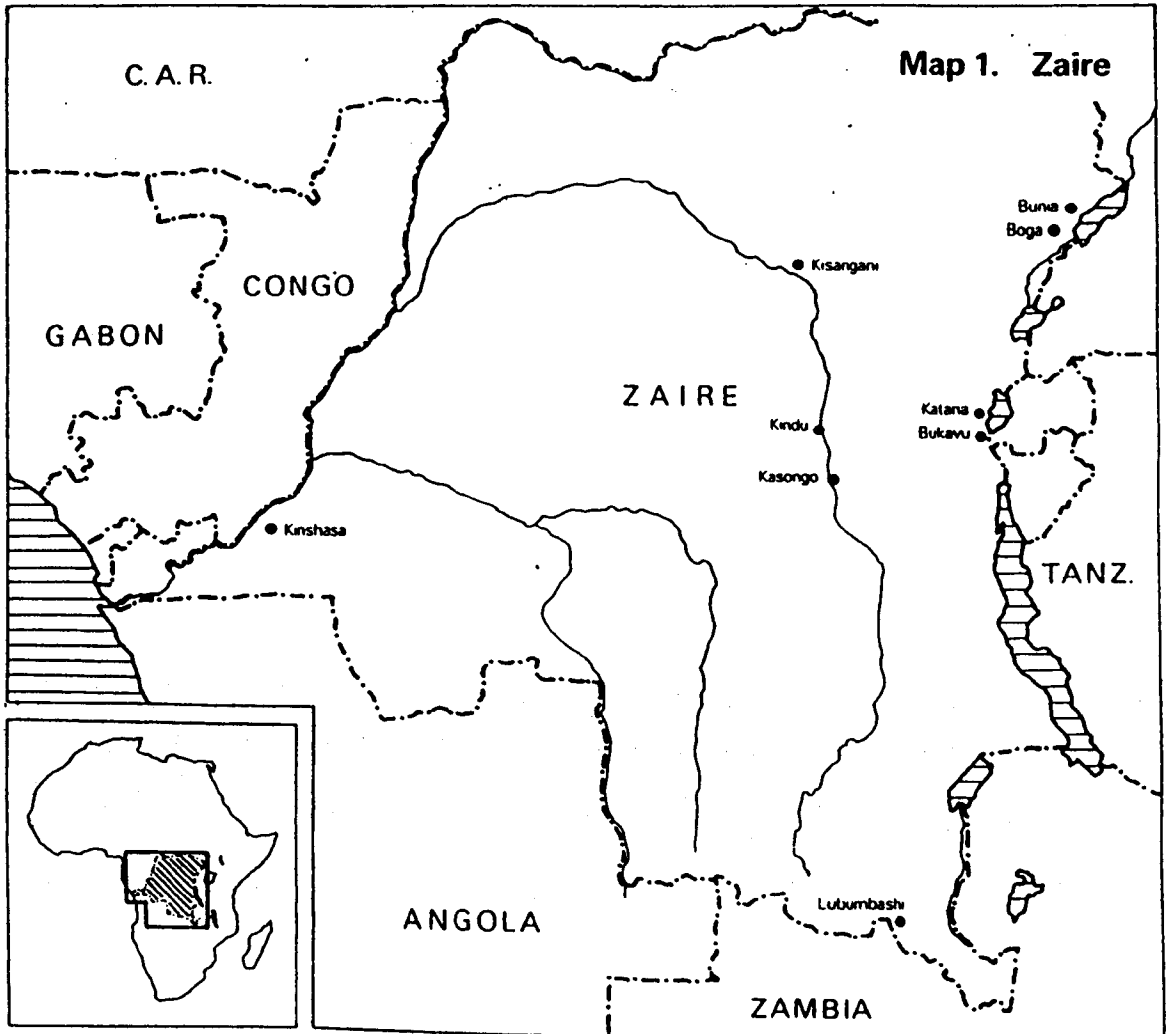 Map 1. Zaire
C.A.R.
Bunia
Boga
Kisangani
CONGO
GABON
ZAIRE
Katana
Kindu
Bukavu
Kasongo
Kinshasa
TANZ.
Lubumbashi
ANGOLA
ZAMBIA